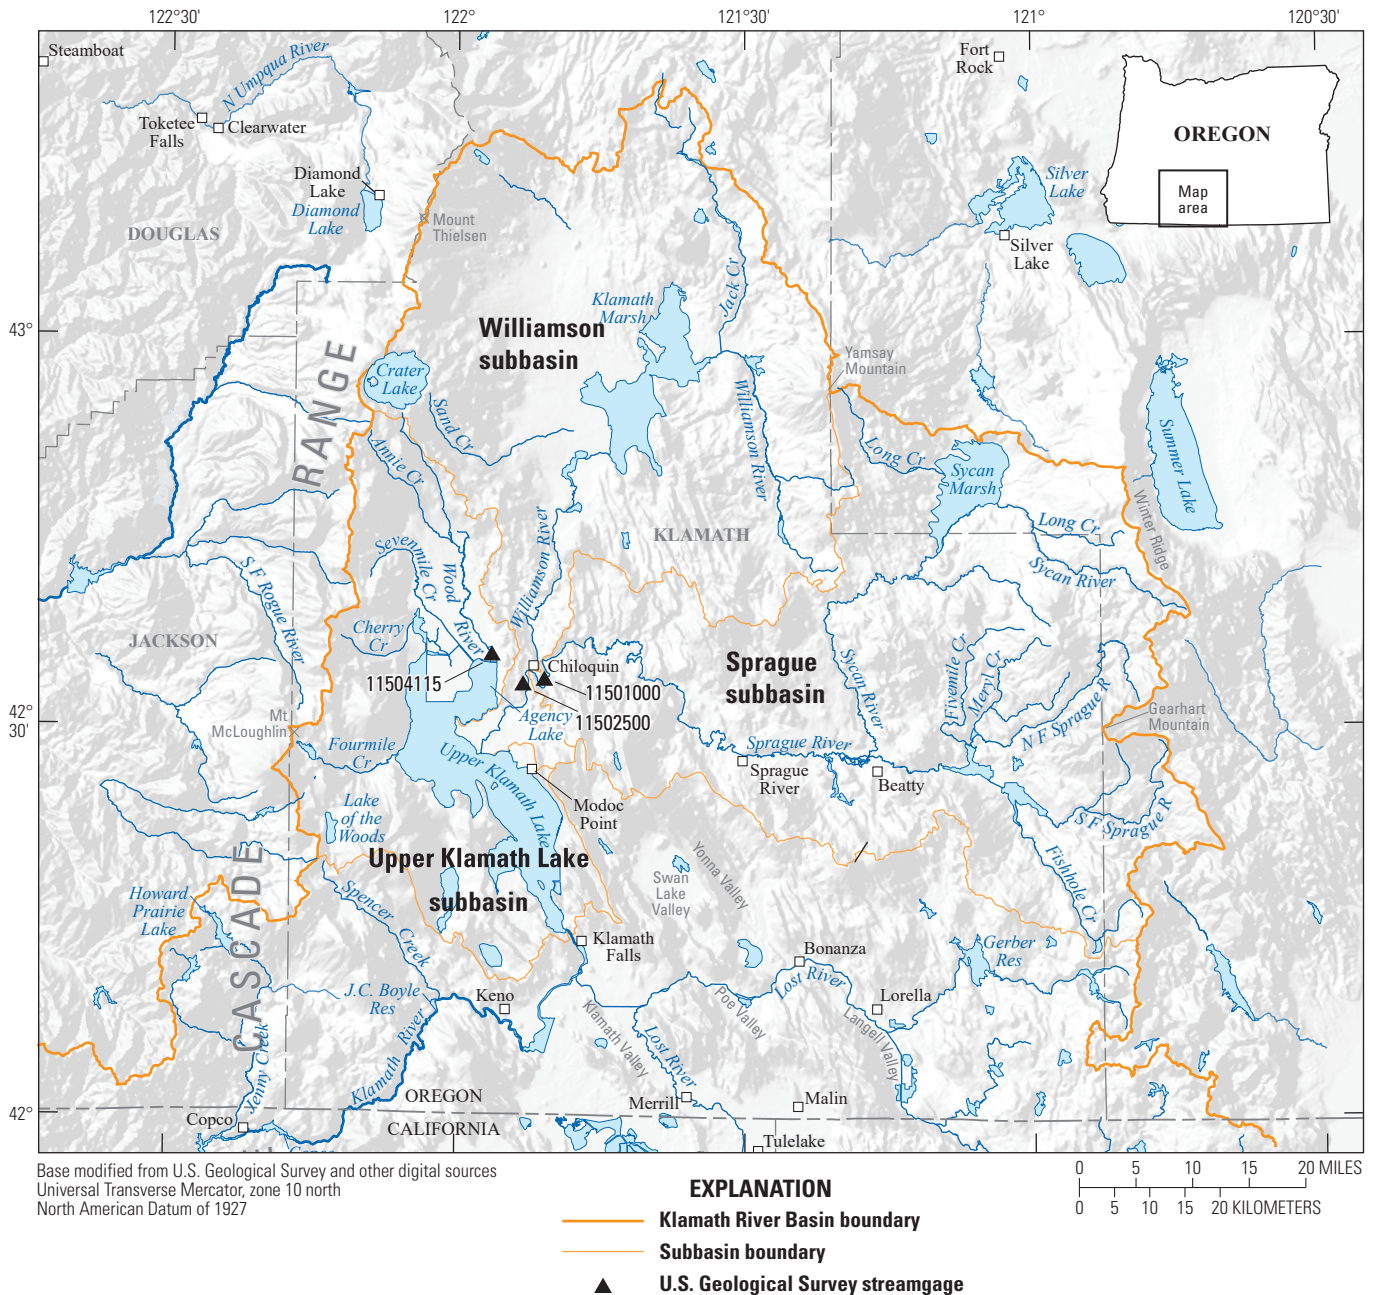 122°30'
122°
121°30'
121°
120°30'
Steamboat
N Umpqua River
Toketee
Falls
Clearwater
Diamond
Lake
Diamond
Lake
DOUGLAS
Mount
Thielsen
Fort
Rock
Silver
Lake
Silver
Lake
OREGON
Map
area
43°
Klamath
Marsh
Jack Cr
Williamson
subbasin
Yamsay
Mountain
Crater
Lake
Sand Cr
Annie Cr
Williamson River
Long Cr
Sycan
Marsh
Summer Lake
Winter Ridge
RANGE
KLAMATH
Long Cr
Sycan River
Sevenmile Cr
Wood
River
Williamson River
S F Rogue River
JACKSON
Cherry
Cr
Chiloquin
11504115
11501000
11502500
Sprague
subbasin
Sycan River
Fivemile Cr
Meryl Cr
N F Sprague R
Gearhart
Mountain
42°
30'
Mt
McLoughlin
Agency
Lake
Fourmile
Cr
Upper Klamath Lake
Sprague River
Sprague
River
Beatty
Modoc
Point
Lake
of the
Woods
S F Sprague R
Upper Klamath Lake
subbasin
Yonna Valley
Swan
Lake
Valley
Fishhole Cr
Howard
Prairie
Lake
Spencer
Creek
Klamath
Falls
Bonanza
Gerber
Res
CASCADE
J.C. Boyle
Res
Keno
Lost River
Lorella
Poe Valley
Langell Valley
Klamath Valley
Lost River
Jenny Creek
Klamath River
42°
OREGON
CALIFORNIA
Copco
Merrill
Malin
Tulelake
Base modified from U.S. Geological Survey and other digital sources
Universal Transverse Mercator, zone 10 north
North American Datum of 1927
0 5 10 15 20 MILES
0 5 10 15 20 KILOMETERS
EXPLANATION
Klamath River Basin boundary
Subbasin boundary
U.S. Geological Survey streamgage